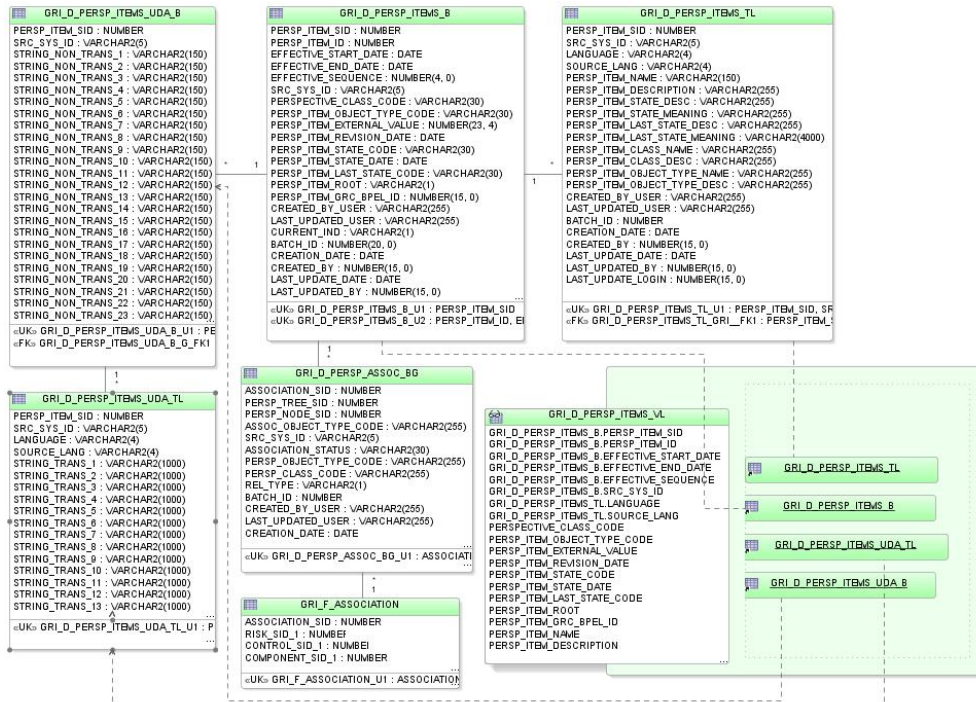 GRI_D_PERSP_ITEMS_UDA_B
PERSP_ITEM_SID : NUMBER
SRC_SYS_ID : VARCHAR2(5)
STRING_NON_TRANS_1 : VARCHAR2(150)
STRING_NON_TRANS_2 : VARCHAR2(150)
STRING_NON_TRANS_3 : VARCHAR2(150)
STRING_NON_TRANS_4 : VARCHAR2(150)
STRING_NON_TRANS_5 : VARCHAR2(150)
STRING_NON_TRANS_6 : VARCHAR2(150)
STRING_NON_TRANS_7 : VARCHAR2(150)
STRING_NON_TRANS_8 : VARCHAR2(150)
STRING_NON_TRANS_9 : VARCHAR2(150)
STRING_NON_TRANS_10 : VARCHAR2(150)
STRING_NON_TRANS_11 : VARCHAR2(150)
STRING_NON_TRANS_12 : VARCHAR2(150)
STRING_NON_TRANS_13 : VARCHAR2(150)
STRING_NON_TRANS_14 : VARCHAR2(150)
STRING_NON_TRANS_15 : VARCHAR2(150)
STRING_NON_TRANS_16 : VARCHAR2(150)
STRING_NON_TRANS_17 : VARCHAR2(150)
STRING_NON_TRANS_18 : VARCHAR2(150)
STRING_NON_TRANS_19 : VARCHAR2(150)
STRING_NON_TRANS_20 : VARCHAR2(150)
STRING_NON_TRANS_21 : VARCHAR2(150)
STRING_NON_TRANS_22 : VARCHAR2(150)
STRING_NON_TRANS_23 : VARCHAR2(150)
...
«UK» GRI_D_PERSP_ITEMS_UDA_B_U1 : PE
«FK» GRI_D_PERSP_ITEMS_UDA_B_G_FK1
* 1
GRI_D_PERSP_ITEMS_B
PERSP_ITEM_SID : NUMBER
PERSP_ITEM_ID : NUMBER
EFFECTIVE_START_DATE : DATE
EFFECTIVE_END_DATE : DATE
EFFECTIVE_SEQUENCE : NUMBER(4, 0)
SRC_SYS_ID : VARCHAR2(5)
PERSPECTIVE_CLASS_CODE : VARCHAR2(30)
PERSP_ITEM_OBJECT_TYPE_CODE : VARCHAR2(30)
PERSP_ITEM_EXTERNAL_VALUE : NUMBER(23, 4)
PERSP_ITEM_REVISION_DATE : DATE
PERSP_ITEM_STATE_CODE : VARCHAR2(30)
PERSP_ITEM_STATE_DATE : DATE
PERSP_ITEM_LAST_STATE_CODE : VARCHAR2(30)
PERSP_ITEM_ROOT : VARCHAR2(1)
PERSP_ITEM_GRC_BPEL_ID : NUMBER(15, 0)
CREATED_BY_USER : VARCHAR2(255)
LAST_UPDATED_USER : VARCHAR2(255)
CURRENT_IND : VARCHAR2(1)
BATCH_ID : NUMBER(20, 0)
CREATION_DATE : DATE
CREATED_BY : NUMBER(15, 0)
LAST_UPDATE_DATE : DATE
LAST_UPDATED_BY : NUMBER(15, 0)
...
«UK» GRI_D_PERSP_ITEMS_B_U1 : PERSP_ITEM_SID
«UK» GRI_D_PERSP_ITEMS_B_U2 : PERSP_ITEM_ID, E
1 *
GRI_D_PERSP_ITEMS_TL
PERSP_ITEM_SID : NUMBER
SRC_SYS_ID : VARCHAR2(5)
LANGUAGE : VARCHAR2(4)
SOURCE_LANG : VARCHAR2(4)
PERSP_ITEM_NAME : VARCHAR2(150)
PERSP_ITEM_DESCRIPTION : VARCHAR2(255)
PERSP_ITEM_STATE_DESC : VARCHAR2(255)
PERSP_ITEM_STATE_MEANING : VARCHAR2(255)
PERSP_ITEM_LAST_STATE_DESC : VARCHAR2(255)
PERSP_ITEM_LAST_STATE_MEANING : VARCHAR2(4000)
PERSP_ITEM_CLASS_NAME : VARCHAR2(255)
PERSP_ITEM_CLASS_DESC : VARCHAR2(255)
PERSP_ITEM_OBJECT_TYPE_NAME : VARCHAR2(255)
PERSP_ITEM_OBJECT_TYPE_DESC : VARCHAR2(255)
CREATED_BY_USER : VARCHAR2(255)
LAST_UPDATED_USER : VARCHAR2(255)
BATCH_ID : NUMBER
CREATION_DATE : DATE
CREATED_BY : NUMBER(15, 0)
LAST_UPDATE_DATE : DATE
LAST_UPDATED_BY : NUMBER(15, 0)
LAST_UPDATE_LOGIN : NUMBER(15, 0)
«UK» GRI_D_PERSP_ITEMS_TL_U1 : PERSP_ITEM_SID, SR
«FK» GRI_D_PERSP_ITEMS_TL_GRI__FK1 : PERSP_ITEM_S
1
*
GRI_D_PERSP_ITEMS_UDA_TL
PERSP_ITEM_SID : NUMBER
SRC_SYS_ID : VARCHAR2(5)
LANGUAGE : VARCHAR2(4)
SOURCE_LANG : VARCHAR2(4)
STRING_TRANS_1 : VARCHAR2(1000)
STRING_TRANS_2 : VARCHAR2(1000)
STRING_TRANS_3 : VARCHAR2(1000)
STRING_TRANS_4 : VARCHAR2(1000)
STRING_TRANS_5 : VARCHAR2(1000)
STRING_TRANS_6 : VARCHAR2(1000)
STRING_TRANS_7 : VARCHAR2(1000)
STRING_TRANS_8 : VARCHAR2(1000)
STRING_TRANS_9 : VARCHAR2(1000)
STRING_TRANS_10 : VARCHAR2(1000)
STRING_TRANS_11 : VARCHAR2(1000)
STRING_TRANS_12 : VARCHAR2(1000)
STRING_TRANS_13 : VARCHAR2(1000)
...
«UK» GRI_D_PERSP_ITEMS_UDA_TL_U1 : P
...
1
*
GRI_D_PERSP_ASSOC_BG
ASSOCIATION_SID : NUMBER
PERSP_TREE_SID : NUMBER
PERSP_NODE_SID : NUMBER
ASSOC_OBJECT_TYPE_CODE : VARCHAR2(255)
SRC_SYS_ID : VARCHAR2(5)
ASSOCIATION_STATUS : VARCHAR2(30)
PERSP_OBJECT_TYPE_CODE : VARCHAR2(255)
PERSP_CLASS_CODE : VARCHAR2(255)
REL_TYPE : VARCHAR2(1)
BATCH_ID : NUMBER
CREATED_BY_USER : VARCHAR2(255)
LAST_UPDATED_USER : VARCHAR2(255)
CREATION_DATE : DATE
...
«UK» GRI_D_PERSP_ASSOC_BG_U1 : ASSOCIATI
...
*
1
GRI_F_ASSOCIATION
ASSOCIATION_SID : NUMBER
RISK_SID_1 : NUMBER
CONTROL_SID_1 : NUMBER
COMPONENT_SID_1 : NUMBER
...
«UK» GRI_F_ASSOCIATION_U1 : ASSOCIATION
GRI_D_PERSP_ITEMS_VL
GRI_D_PERSP_ITEMS_B.PERSP_ITEM_SID
GRI_D_PERSP_ITEMS_B.PERSP_ITEM_ID
GRI_D_PERSP_ITEMS_B.EFFECTIVE_START_DATE
GRI_D_PERSP_ITEMS_B.EFFECTIVE_END_DATE
GRI_D_PERSP_ITEMS_B.EFFECTIVE_SEQUENCE
GRI_D_PERSP_ITEMS_B.SRC_SYS_ID
GRI_D_PERSP_ITEMS_TL.LANGUAGE
GRI_D_PERSP_ITEMS_TL.SOURCE_LANG
PERSPECTIVE_CLASS_CODE
PERSP_ITEM_OBJECT_TYPE_CODE
PERSP_ITEM_EXTERNAL_VALUE
PERSP_ITEM_REVISION_DATE
PERSP_ITEM_STATE_CODE
PERSP_ITEM_STATE_DATE
PERSP_ITEM_LAST_STATE_CODE
PERSP_ITEM_ROOT
PERSP_ITEM_GRC_BPEL_ID
PERSP_ITEM_NAME
PERSP_ITEM_DESCRIPTION
...
GRI_D_PERSP_ITEMS_TL
GRI_D_PERSP_ITEMS_B
GRI_D_PERSP_ITEMS_UDA_TL
GRI_D_PERSP_ITEMS_UDA_B